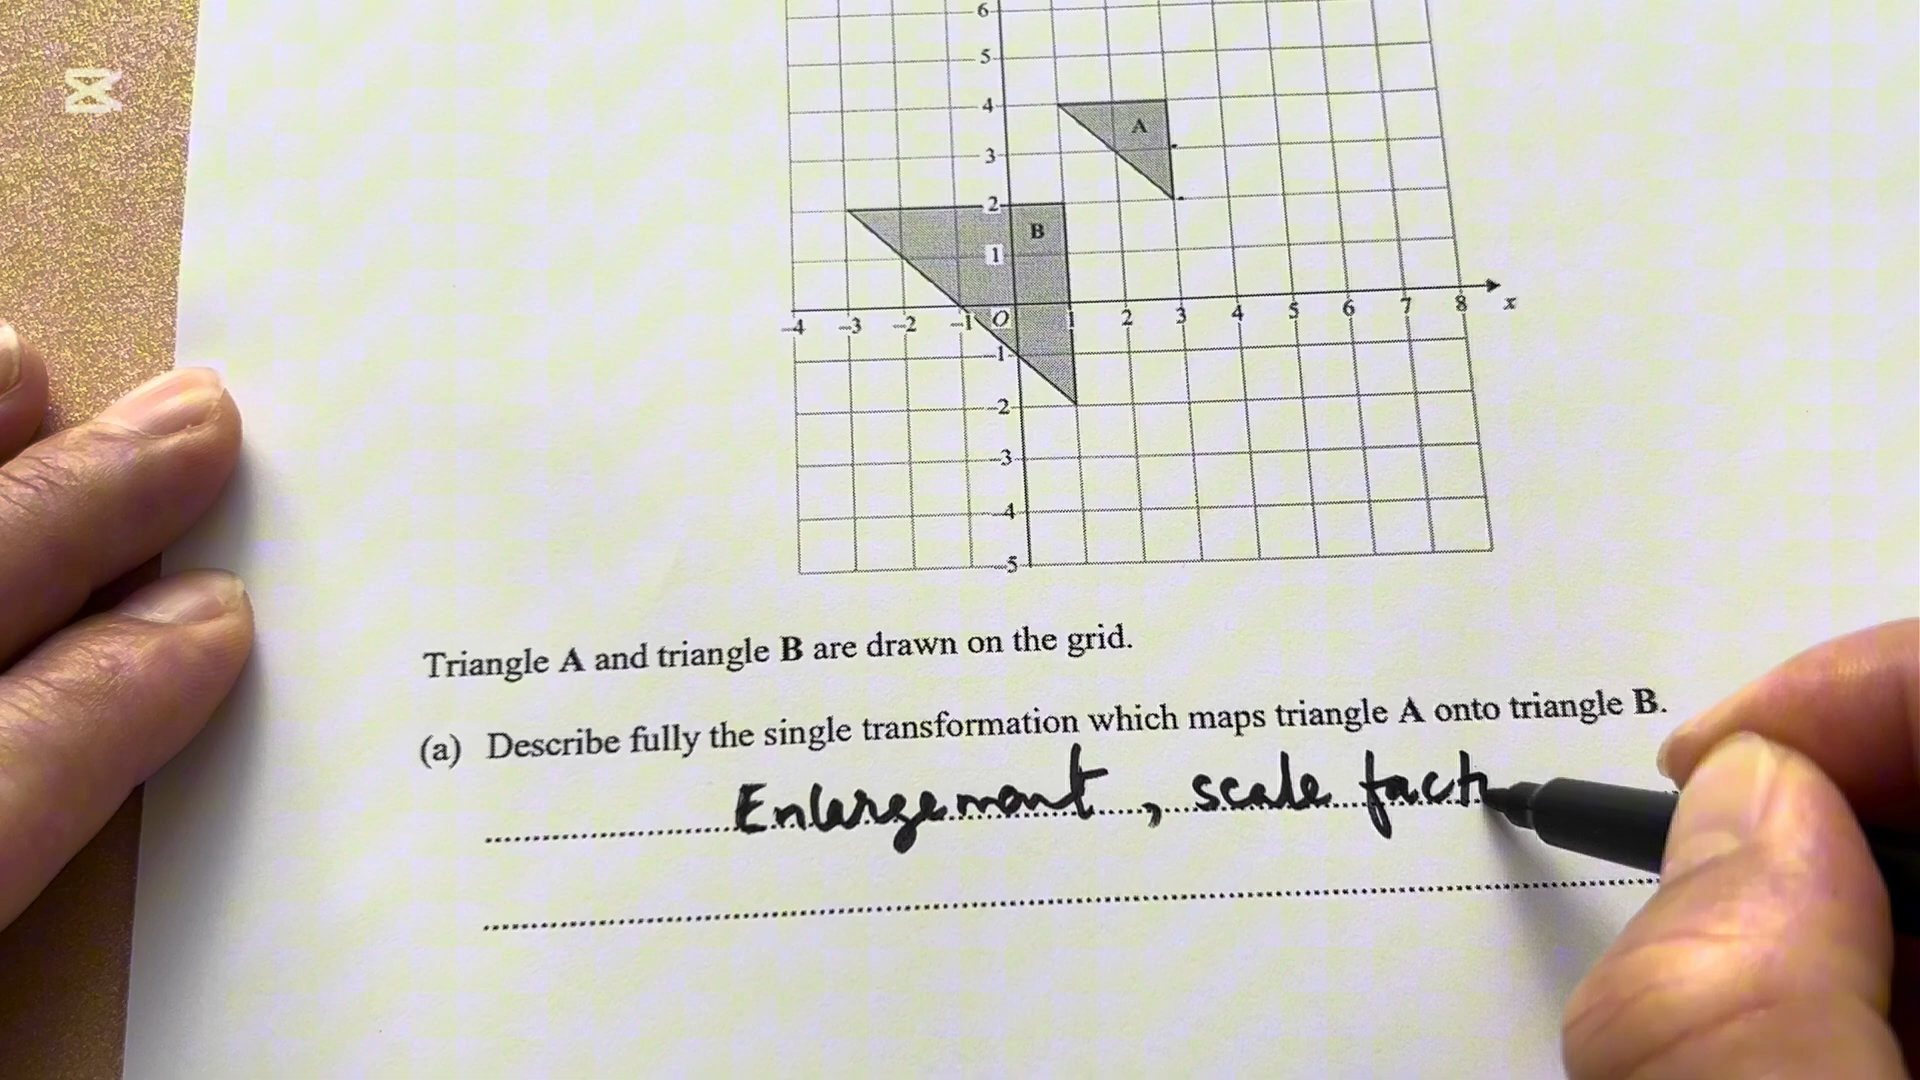 6
5
4
A
3
2
B
1
-4 -3 -2 -1 O 1 2 3 4 5 6 7 8 x
-1
-2
-3
-4
-5
Triangle A and triangle B are drawn on the grid.
(a) Describe fully the single transformation which maps triangle A onto triangle B.
Enlargement, scale fact